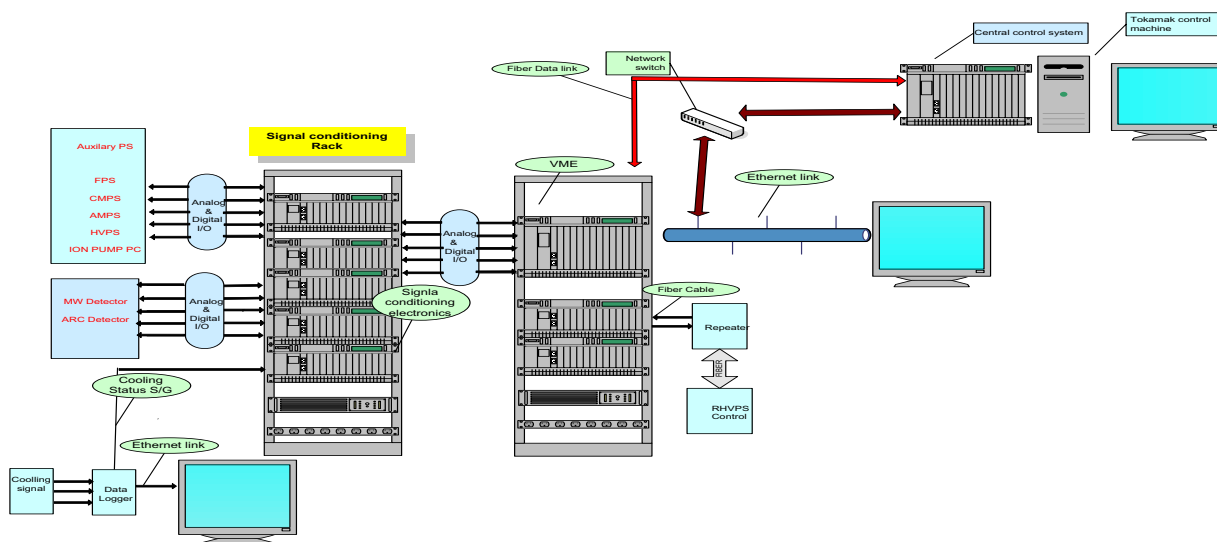 Central control system
Tokamak control
machine
Network
switch
Fiber Data link
Auxilary PS
FPS
CMPS
AMPS
HVPS
ION PUMP PC
Analog
&
Digital
I/O
Signal conditioning
Rack
VME
Ethernet link
Analog
&
Digital
I/O
MW Detector
ARC Detector
Analog
&
Digital
I/O
Signla
conditioning
electronics
Fiber Cable
Repeater
FIBER
RHVPS
Control
Cooling
Status S/G
Ethernet link
Coolling
signal
Data
Logger